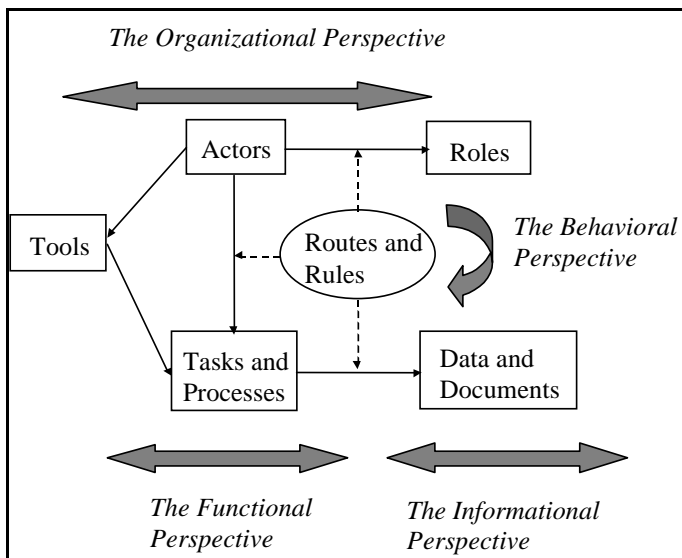 The Organizational Perspective
Actors
Roles
Tools
Routes and
Rules
The Behavioral
Perspective
Tasks and
Processes
Data and
Documents
The Functional
Perspective
The Informational
Perspective